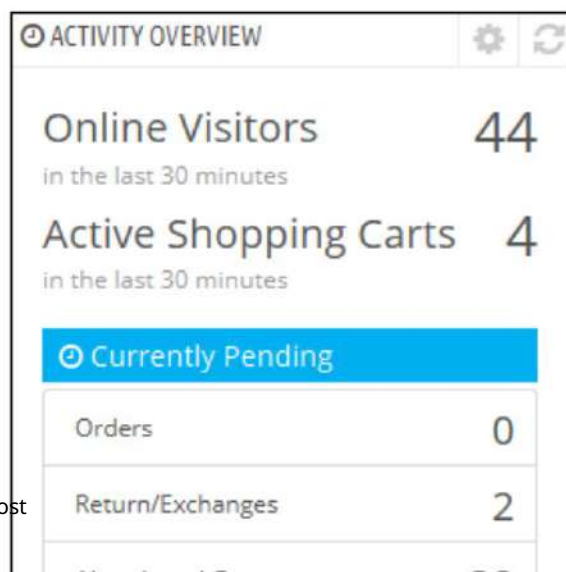 ACTIVITY OVERVIEW
Online Visitors 44
in the last 30 minutes
Active Shopping Carts 4
in the last 30 minutes
Currently Pending
Orders 0
ost
Return/Exchanges 2